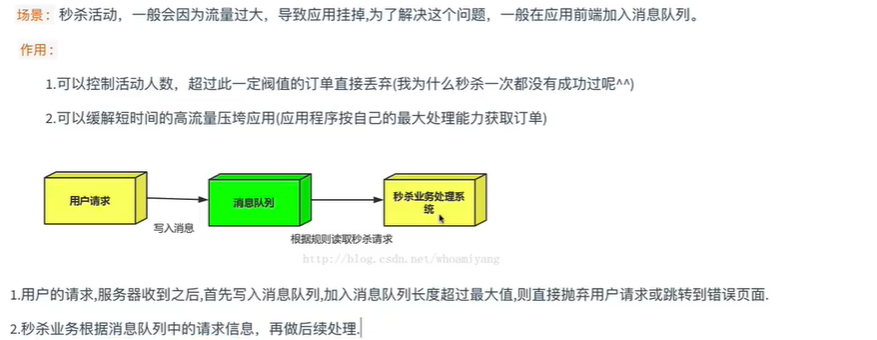 场景：秒杀活动，一般会因为流量过大，导致应用挂掉,为了解决这个问题，一般在应用前端加入消息队列。
作用：
1.可以控制活动人数，超过此一定阀值的订单直接丢弃(我为什么秒杀一次都没有成功过呢^^)
2.可以缓解短时间的高流量压垮应用(应用程序按自己的最大处理能力获取订单)
用户请求
消息队列
秒杀业务处理系
统
写入消息
根据规则读取秒杀请求
http://blog.csdn.net/whoamiyang
1.用户的请求,服务器收到之后,首先写入消息队列,加入消息队列长度超过最大值,则直接抛弃用户请求或跳转到错误页面.
2.秒杀业务根据消息队列中的请求信息，再做后续处理.